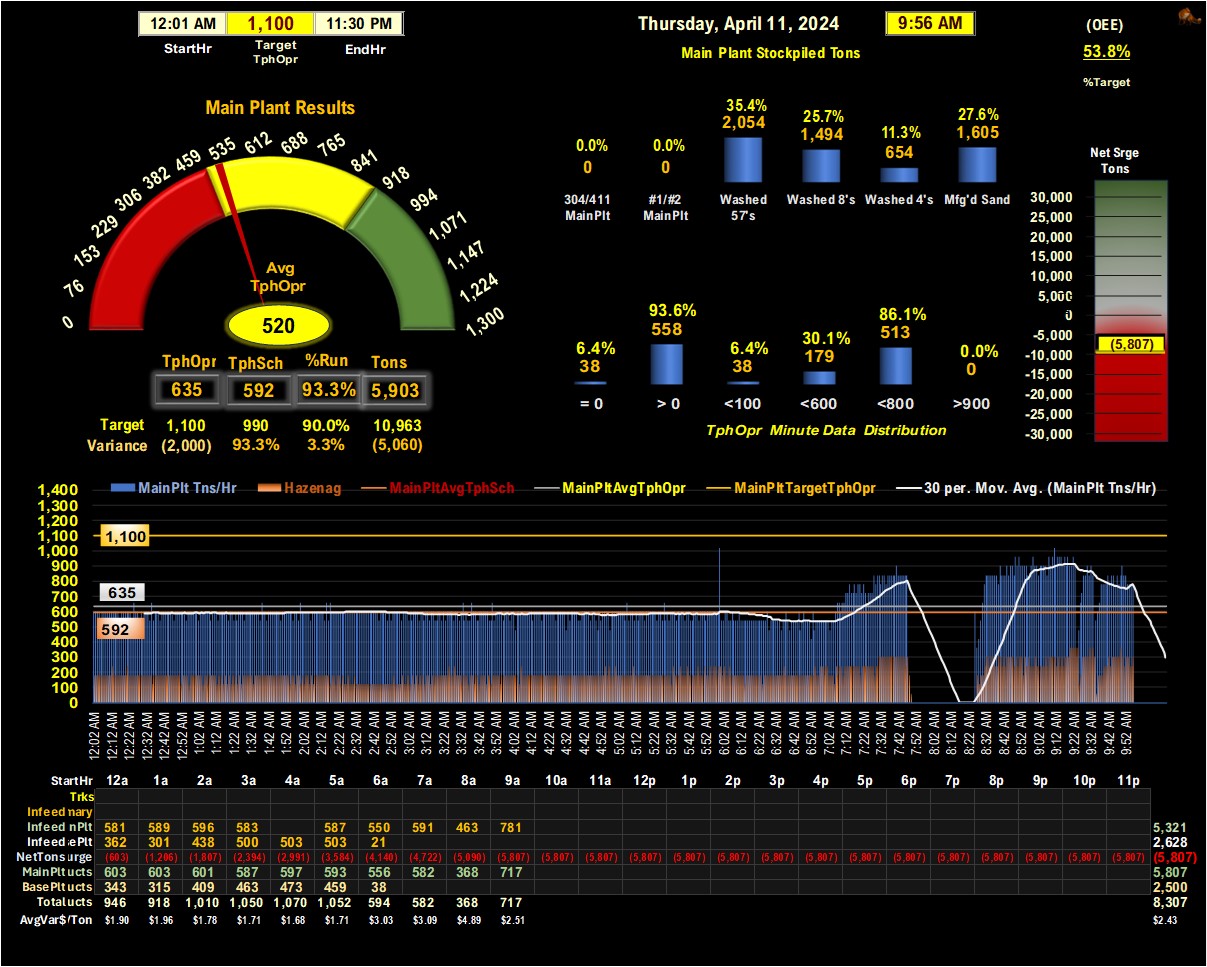 12:01 AM 1,100 11:30 PM
StartHr Target TphOpr EndHr
Thursday, April 11, 2024 9:56 AM
Main Plant Stockpiled Tons
(OEE)
53.8%
%Target
Main Plant Results
0 76 153 229 306 382 459 535 612 688 765 841 918 994 1,071 1,147 1,224 1,300
Avg
TphOpr
520
TphOpr TphSch %Run Tons
635 592 93.3% 5,903
Target 1,100 990 90.0% 10,963
Variance (2,000) 93.3% 3.3% (5,060)
0.0% 0.0% 35.4% 25.7% 11.3% 27.6%
0 0 2,054 1,494 654 1,605
304/411 MainPlt #1/#2 MainPlt Washed 57's Washed 8's Washed 4's Mfg'd Sand
6.4% 93.6% 6.4% 30.1% 86.1% 0.0%
38 558 38 179 513 0
= 0 > 0 <100 <600 <800 >900
TphOpr Minute Data Distribution
Net Srge
Tons
30,000
25,000
20,000
15,000
10,000
5,000
0
-5,000
(5,807)
-10,000
-15,000
-20,000
-25,000
-30,000
MainPlt Tns/Hr Hazenag MainPltAvgTphSch MainPltAvgTphOpr MainPltTargetTphOpr 30 per. Mov. Avg. (MainPlt Tns/Hr)
1,400
1,300
1,200
1,100
1,000
900
800
700
600
500
400
300
200
100
0
1,100
635
592
12:02 AM 12:12 AM 12:22 AM 12:32 AM 12:42 AM 12:52 AM 1:02 AM 1:12 AM 1:22 AM 1:32 AM 1:42 AM 1:52 AM 2:02 AM 2:12 AM 2:22 AM 2:32 AM 2:42 AM 2:52 AM 3:02 AM 3:12 AM 3:22 AM 3:32 AM 3:42 AM 3:52 AM 4:02 AM 4:12 AM 4:22 AM 4:32 AM 4:42 AM 4:52 AM 5:02 AM 5:12 AM 5:22 AM 5:32 AM 5:42 AM 5:52 AM 6:02 AM 6:12 AM 6:22 AM 6:32 AM 6:42 AM 6:52 AM 7:02 AM 7:12 AM 7:22 AM 7:32 AM 7:42 AM 7:52 AM 8:02 AM 8:12 AM 8:22 AM 8:32 AM 8:42 AM 8:52 AM 9:02 AM 9:12 AM 9:22 AM 9:32 AM 9:42 AM 9:52 AM
StartHr 12a 1a 2a 3a 4a 5a 6a 7a 8a 9a 10a 11a 12p 1p 2p 3p 4p 5p 6p 7p 8p 9p 10p 11p
Trks
Infeed mary
Infeed nPlt 581 589 596 583 587 550 591 463 781 5,321
Infeed ePlt 362 301 438 500 503 503 21 2,628
NetTons urge (603) (1,206) (1,807) (2,394) (2,991) (3,584) (4,140) (4,722) (5,090) (5,807) (5,807) (5,807) (5,807) (5,807) (5,807) (5,807) (5,807) (5,807) (5,807) (5,807) (5,807) (5,807) (5,807) (5,807) (5,807)
MainPlt ucts 603 603 601 587 597 593 556 582 368 717 5,807
BasePlt ucts 343 315 409 463 473 459 38 2,500
Total ucts 946 918 1,010 1,050 1,070 1,052 594 582 368 717 8,307
AvgVar$/Ton $1.90 $1.96 $1.78 $1.71 $1.68 $1.71 $3.03 $3.09 $4.89 $2.51 $2.43